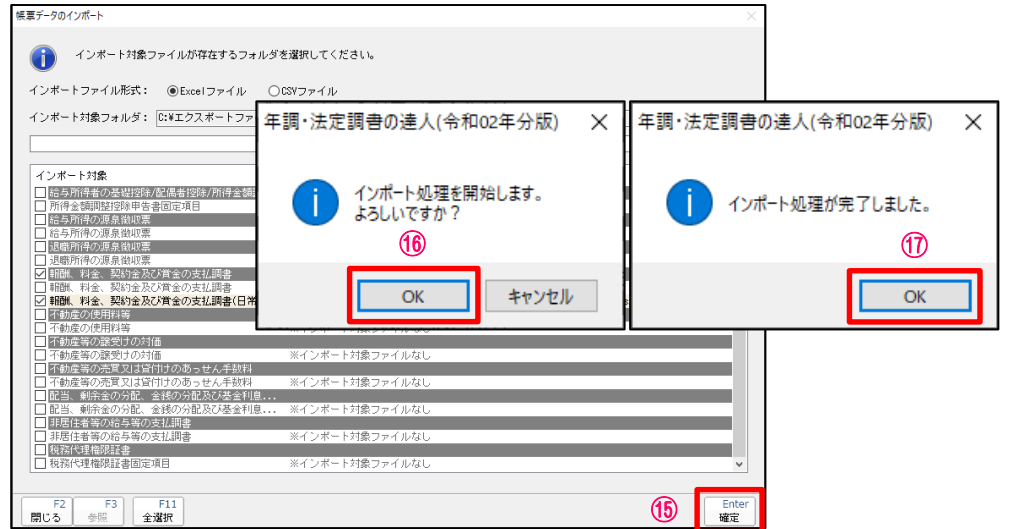 帳票データのインポート
インポート対象ファイルが存在するフォルダを選択してください。
インポートファイル形式： Excelファイル CSVファイル
インポート対象フォルダ： C:¥エクスポートファ
インポート対象
給与所得者の基礎控除/配偶者控除/所得金額
所得金額調整控除申告書固定項目
給与所得の源泉徴収票
給与所得の源泉徴収票
退職所得の源泉徴収票
退職所得の源泉徴収票
報酬、料金、契約金及び賞金の支払調書
報酬、料金、契約金及び賞金の支払調書
報酬、料金、契約金及び賞金の支払調書(日常
不動産の使用料等
不動産の使用料等
不動産等の譲受けの対価
不動産等の譲受けの対価 ※インポート対象ファイルなし
不動産等の売買又は貸付けのあっせん手数料
不動産等の売買又は貸付けのあっせん手数料 ※インポート対象ファイルなし
配当、剰余金の分配、金銭の分配及び基金利息...
配当、剰余金の分配、金銭の分配及び基金利息... ※インポート対象ファイルなし
非居住者等の給与等の支払調書
非居住者等の給与等の支払調書 ※インポート対象ファイルなし
税務代理権限証書
税務代理権限証書固定項目 ※インポート対象ファイルなし
F2 F3 F11
閉じる 参照 全選択
⑮
Enter
確定
年調・法定調書の達人(令和02年分版)
インポート処理を開始します。
よろしいですか？
⑯
OK キャンセル
年調・法定調書の達人(令和02年分版)
インポート処理が完了しました。
⑰
OK